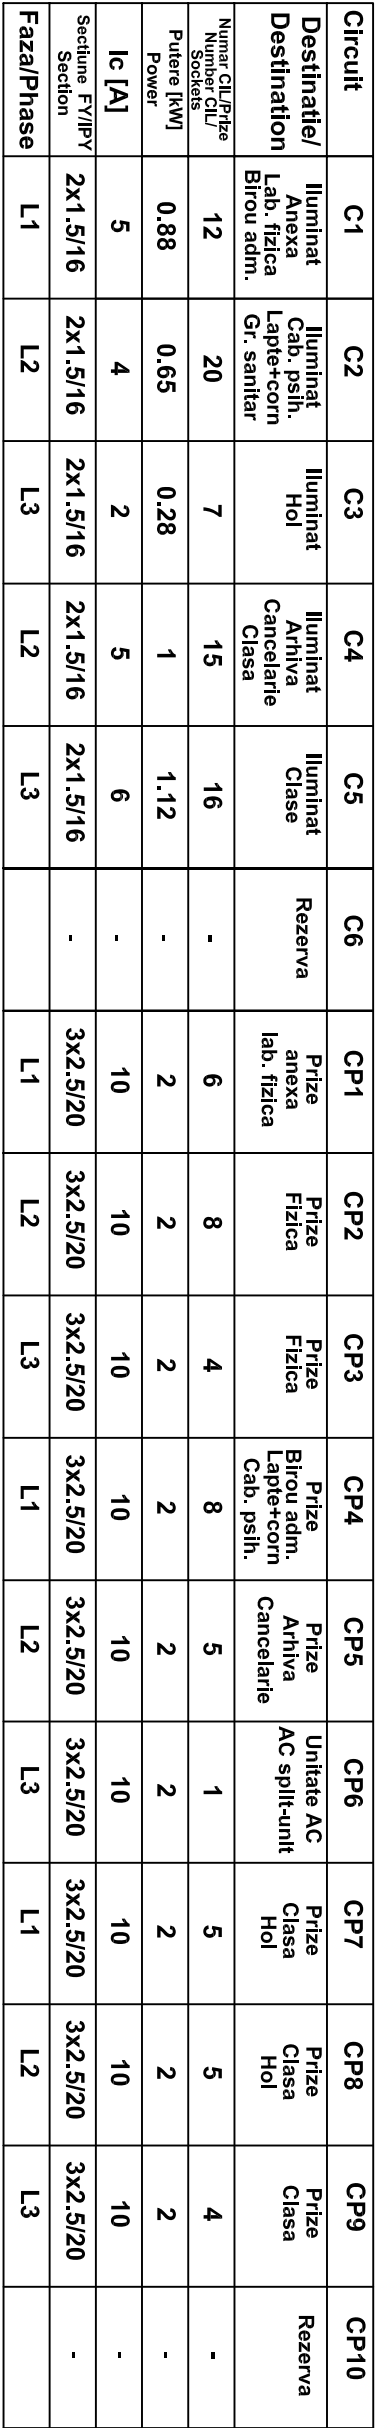 Circuit
C1
C2
C3
C4
C5
C6
CP1
CP2
CP3
CP4
CP5
CP6
CP7
CP8
CP9
CP10
Destinatie/
Destination
Iluminat
Anexa
Lab. fizica
Birou adm.
Iluminat
Cab. psih.
Lapte+corn
Gr. sanitar
Iluminat
Hol
Iluminat
Arhiva
Cancelarie
Clasa
Iluminat
Clase
Rezerva
Prize
anexa
lab. fizica
Prize
Fizica
Prize
Fizica
Prize
Birou adm.
Lapte+corn
Cab. psih.
Prize
Arhiva
Cancelarie
Unitate AC
AC split-unit
Prize
Clasa
Hol
Prize
Clasa
Hol
Prize
Clasa
Rezerva
Numar CIL/Prize
Number CIL/
Sockets
12
20
7
15
16
-
6
8
4
8
5
1
5
5
4
-
Putere [kW]
Power
0.88
0.65
0.28
1
1.12
-
2
2
2
2
2
2
2
2
2
-
Ic [A]
5
4
2
5
6
-
10
10
10
10
10
10
10
10
10
-
Sectiune FY/IPY
Section
2x1.5/16
2x1.5/16
2x1.5/16
2x1.5/16
2x1.5/16
-
3x2.5/20
3x2.5/20
3x2.5/20
3x2.5/20
3x2.5/20
3x2.5/20
3x2.5/20
3x2.5/20
3x2.5/20
-
Faza/Phase
L1
L2
L3
L2
L3
L1
L2
L3
L1
L2
L3
L1
L2
L3